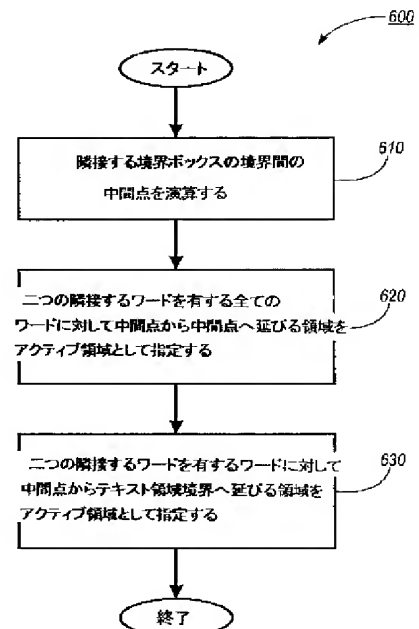 600
スタート
隣接する境界ボックスの境界間の
中間点を演算する
610
二つの隣接するワードを有する全ての
ワードに対して中間点から中間点へ延びる領域を
アクティブ領域として指定する
620
二つの隣接するワードを有するワードに対して
中間点からテキスト領域境界へ延びる領域を
アクティブ領域として指定する
630
終了